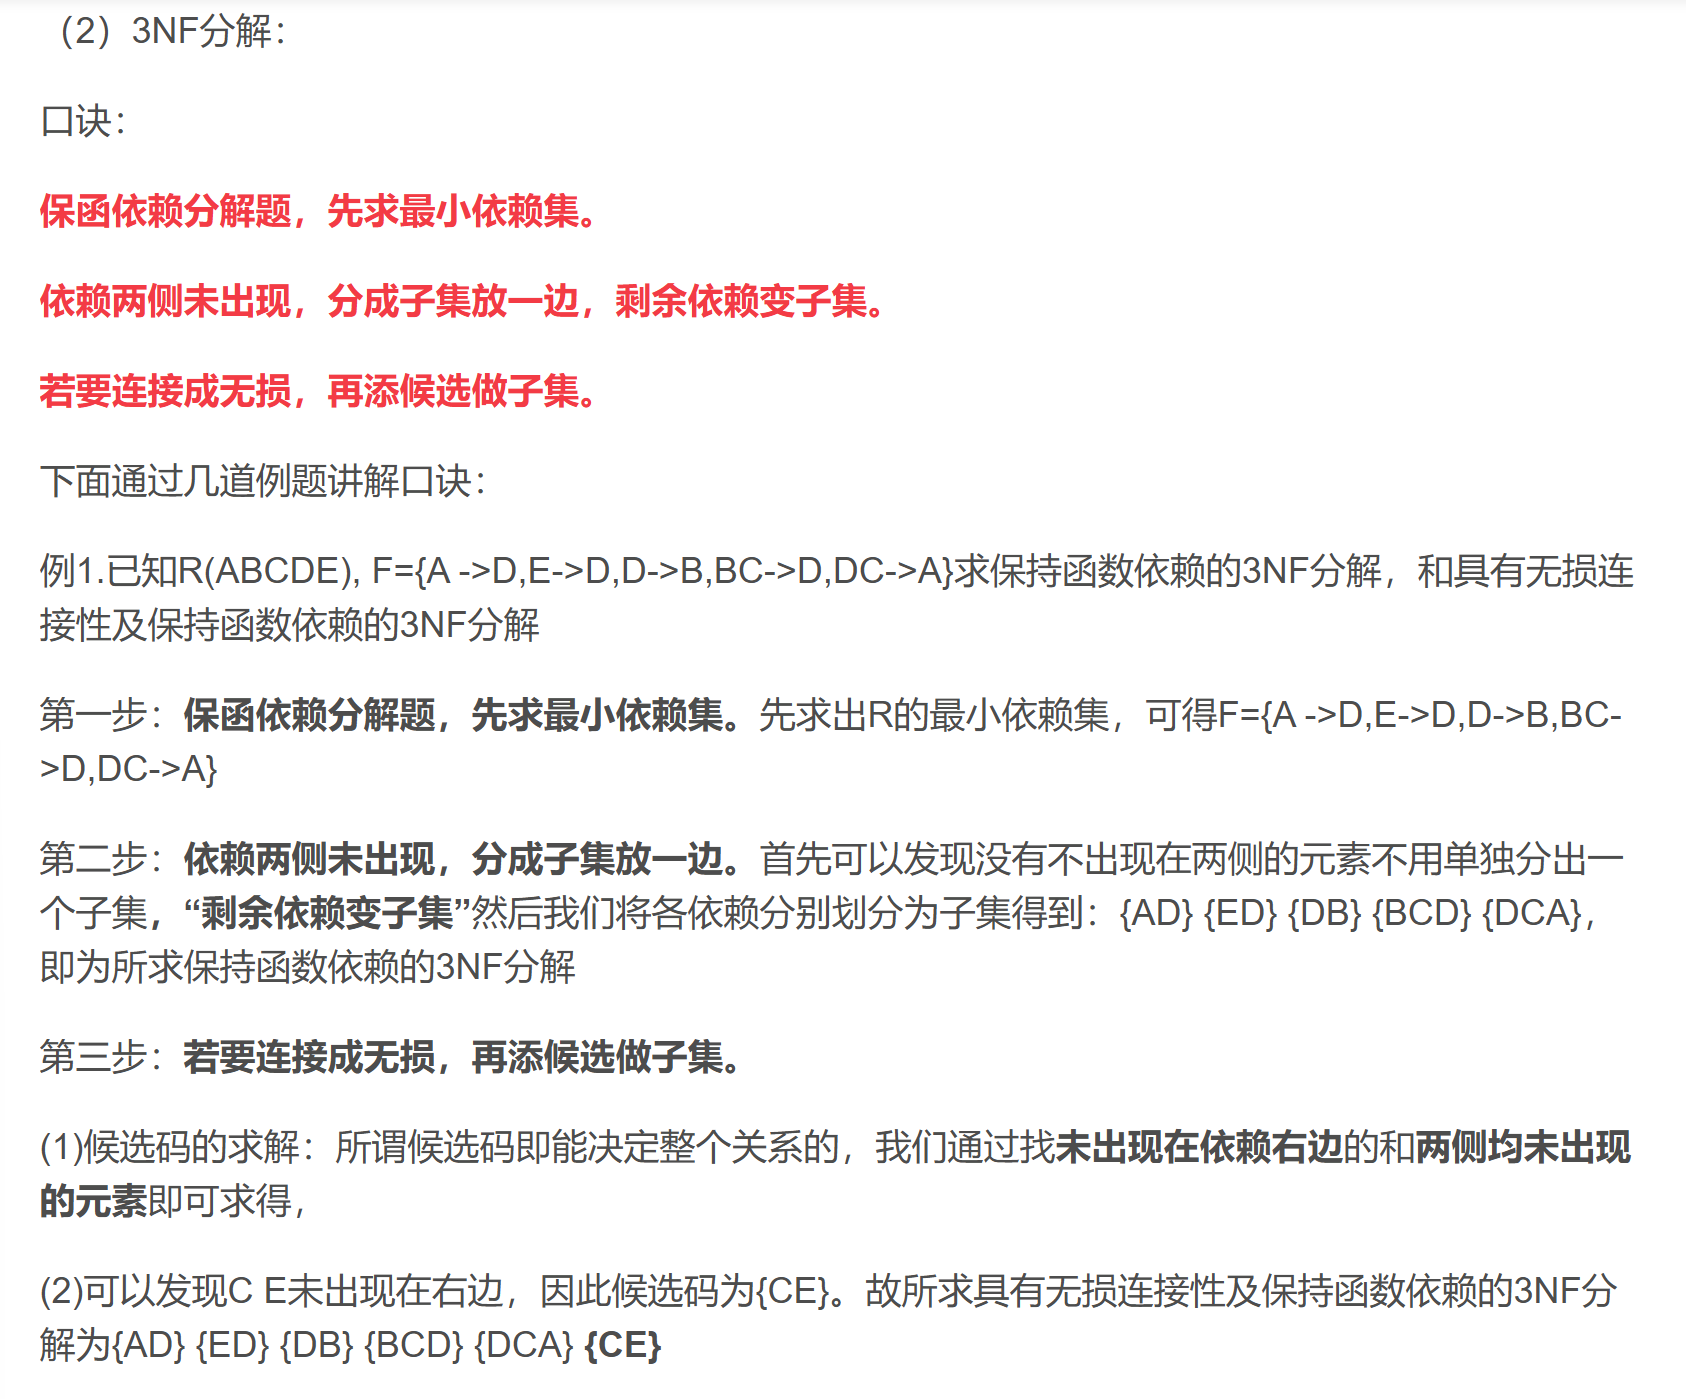 （2）3NF分解：
口诀：
保函依赖分解题，先求最小依赖集。
依赖两侧未出现，分成子集放一边，剩余依赖变子集。
若要连接成无损，再添候选做子集。
下面通过几道例题讲解口诀：
例1.已知R(ABCDE), F={A ->D,E->D,D->B,BC->D,DC->A}求保持函数依赖的3NF分解，和具有无损连
接性及保持函数依赖的3NF分解
第一步：保函依赖分解题，先求最小依赖集。先求出R的最小依赖集，可得F={A ->D,E->D,D->B,BC-
>D,DC->A}
第二步：依赖两侧未出现，分成子集放一边。首先可以发现没有不出现在两侧的元素不用单独分出一
个子集，“剩余依赖变子集”然后我们将各依赖分别划分为子集得到：{AD} {ED} {DB} {BCD} {DCA}，
即为所求保持函数依赖的3NF分解
第三步：若要连接成无损，再添候选做子集。
(1)候选码的求解：所谓候选码即能决定整个关系的，我们通过找未出现在依赖右边的和两侧均未出现
的元素即可求得，
(2)可以发现C E未出现在右边，因此候选码为{CE}。故所求具有无损连接性及保持函数依赖的3NF分
解为{AD} {ED} {DB} {BCD} {DCA} {CE}